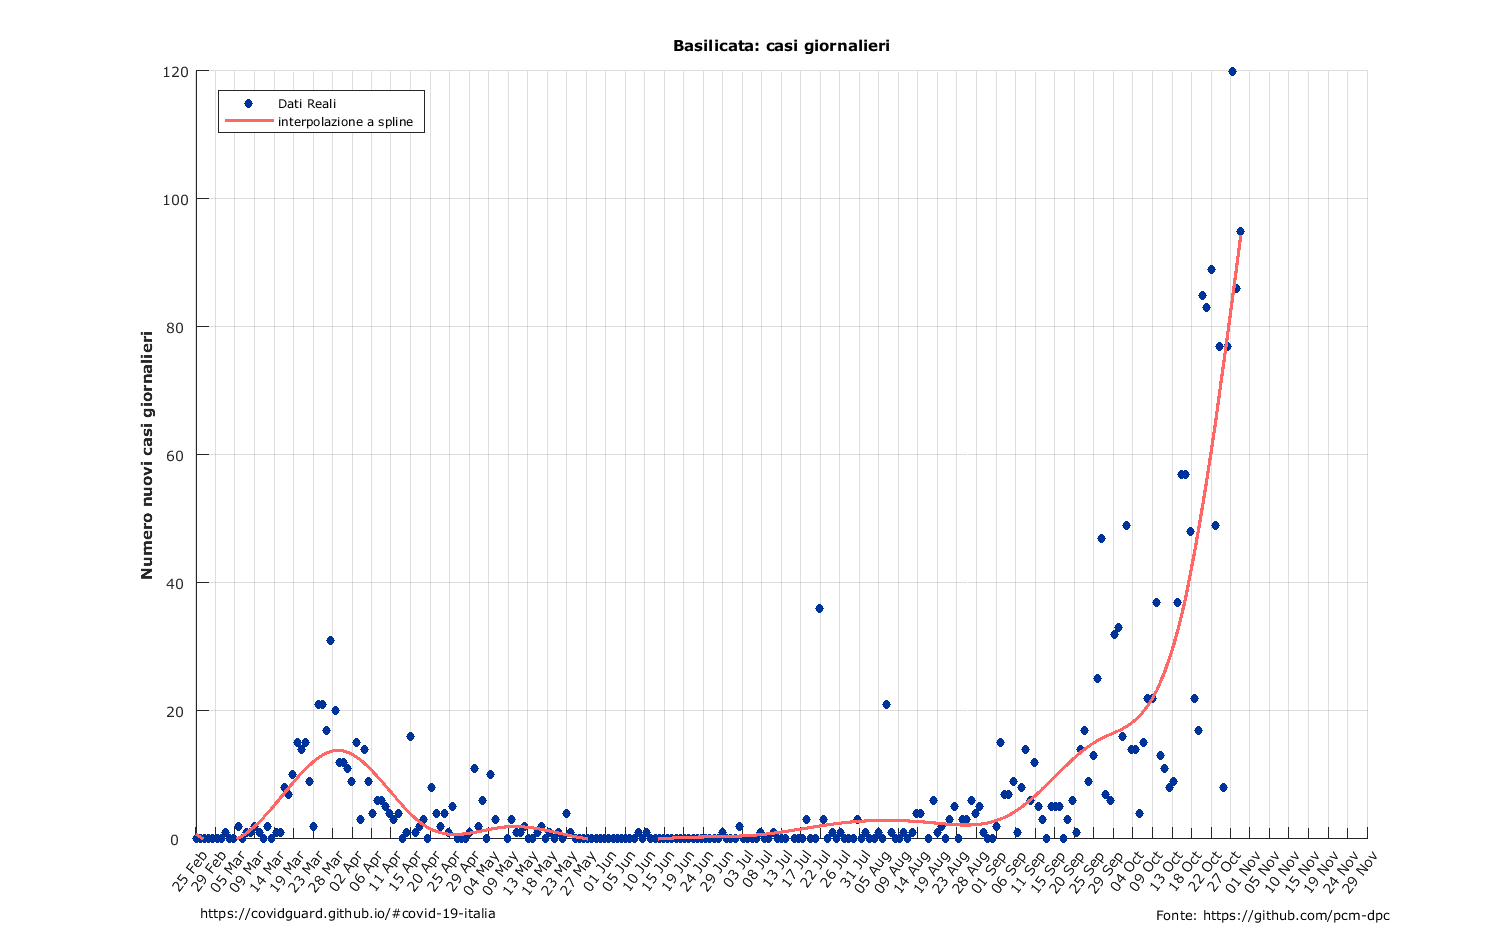 Basilicata: casi giornalieri
Dati Reali
interpolazione a spline
Numero nuovi casi giornalieri
120
100
80
60
40
20
0
25 Feb
29 Feb
05 Mar
09 Mar
14 Mar
19 Mar
23 Mar
28 Mar
02 Apr
06 Apr
11 Apr
15 Apr
20 Apr
25 Apr
29 Apr
04 May
09 May
13 May
18 May
23 May
27 May
01 Jun
05 Jun
10 Jun
15 Jun
19 Jun
24 Jun
29 Jun
03 Jul
08 Jul
13 Jul
17 Jul
22 Jul
26 Jul
31 Jul
05 Aug
09 Aug
14 Aug
19 Aug
23 Aug
28 Aug
01 Sep
06 Sep
11 Sep
15 Sep
20 Sep
25 Sep
29 Sep
04 Oct
09 Oct
13 Oct
18 Oct
22 Oct
27 Oct
01 Nov
05 Nov
10 Nov
15 Nov
19 Nov
24 Nov
29 Nov
https://covidguard.github.io/#covid-19-italia
Fonte: https://github.com/pcm-dpc